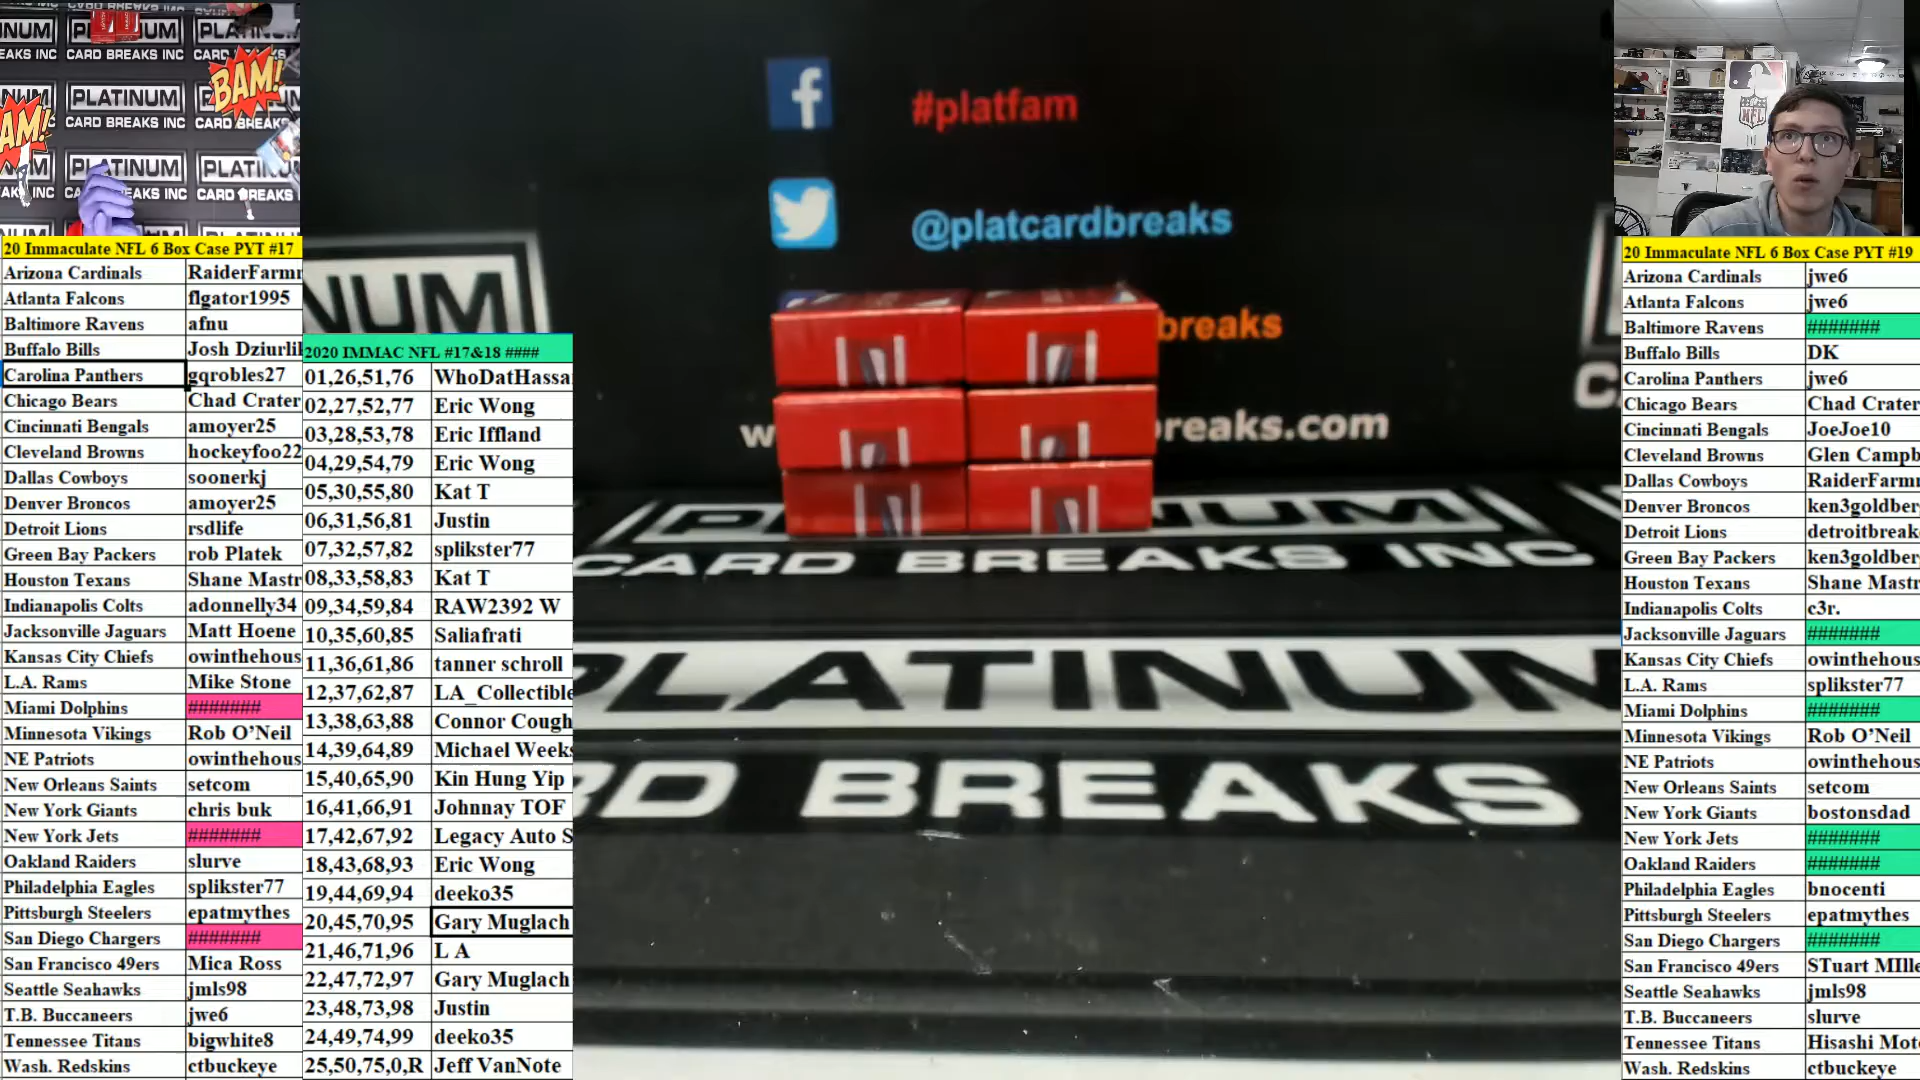 PLATINUM
CARD BREAKS INC
BAM!
#platfam
@platcardbreaks
breaks
reaks.com
NUM
CARD BREAKS INC
PLATINUM
BREAKS
NFL
20 Immaculate NFL 6 Box Case PYT #17
Arizona Cardinals RaiderFarmr
Atlanta Falcons flgator1995
Baltimore Ravens afnu
Buffalo Bills Josh Dziurlil
Carolina Panthers gqrobles27
Chicago Bears Chad Crater
Cincinnati Bengals amoyer25
Cleveland Browns hockeyfoo22
Dallas Cowboys soonerkj
Denver Broncos amoyer25
Detroit Lions rsdlife
Green Bay Packers rob Platek
Houston Texans Shane Mastr
Indianapolis Colts adonnelly34
Jacksonville Jaguars Matt Hoene
Kansas City Chiefs owinthehous
L.A. Rams Mike Stone
Miami Dolphins #######
Minnesota Vikings Rob O’Neil
NE Patriots owinthehous
New Orleans Saints setcom
New York Giants chris buk
New York Jets #######
Oakland Raiders slurve
Philadelphia Eagles splikster77
Pittsburgh Steelers epatmythes
San Diego Chargers #######
San Francisco 49ers Mica Ross
Seattle Seahawks jmls98
T.B. Buccaneers jwe6
Tennessee Titans bigwhite8
Wash. Redskins ctbuckeye
2020 IMMAC NFL #17&18 ####
01,26,51,76 WhoDatHassa
02,27,52,77 Eric Wong
03,28,53,78 Eric Iffland
04,29,54,79 Eric Wong
05,30,55,80 Kat T
06,31,56,81 Justin
07,32,57,82 splikster77
08,33,58,83 Kat T
09,34,59,84 RAW2392 W
10,35,60,85 Saliafrati
11,36,61,86 tanner schroll
12,37,62,87 LA_Collectible
13,38,63,88 Connor Cough
14,39,64,89 Michael Weeks
15,40,65,90 Kin Hung Yip
16,41,66,91 Johnnay TOF
17,42,67,92 Legacy Auto S
18,43,68,93 Eric Wong
19,44,69,94 deeko35
20,45,70,95 Gary Muglach
21,46,71,96 L A
22,47,72,97 Gary Muglach
23,48,73,98 Justin
24,49,74,99 deeko35
25,50,75,0,R Jeff VanNote
20 Immaculate NFL 6 Box Case PYT #19
Arizona Cardinals jwe6
Atlanta Falcons jwe6
Baltimore Ravens #######
Buffalo Bills DK
Carolina Panthers jwe6
Chicago Bears Chad Crater
Cincinnati Bengals JoeJoe10
Cleveland Browns Glen Campb
Dallas Cowboys RaiderFarmr
Denver Broncos ken3goldber
Detroit Lions detroitbreak
Green Bay Packers ken3goldber
Houston Texans Shane Mastr
Indianapolis Colts c3r.
Jacksonville Jaguars #######
Kansas City Chiefs owinthehous
L.A. Rams splikster77
Miami Dolphins #######
Minnesota Vikings Rob O’Neil
NE Patriots owinthehous
New Orleans Saints setcom
New York Giants bostonsdad
New York Jets #######
Oakland Raiders #######
Philadelphia Eagles bnocenti
Pittsburgh Steelers epatmythes
San Diego Chargers #######
San Francisco 49ers STuart MIlle
Seattle Seahawks jmls98
T.B. Buccaneers slurve
Tennessee Titans Hisashi Mot
Wash. Redskins ctbuckeye